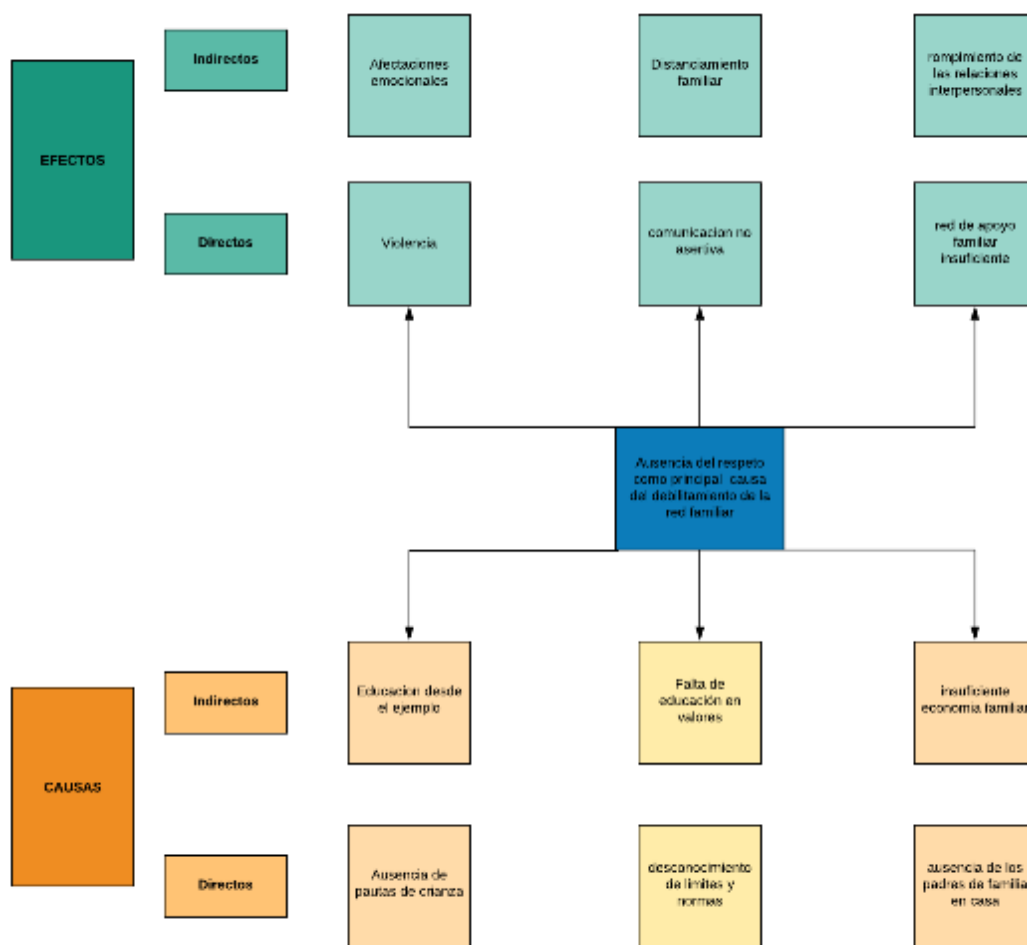 Indirectos
Afectaciones
emocionales
Distanciamiento
familiar
rompimiento de
las relaciones
interpersonales
EFECTOS
Directos
Violencia
comunicacion no
asertiva
red de apoyo
familiar
insuficiente
Ausencia del respeto
como principal causa
del debilitamiento de la
red familiar
Indirectos
Educacion desde
el ejemplo
Falta de
educación en
valores
insuficiente
economia familiar
CAUSAS
Directos
Ausencia de
pautas de crianza
desconocimiento
de limites y
normas
ausencia de los
padres de familia
en casa